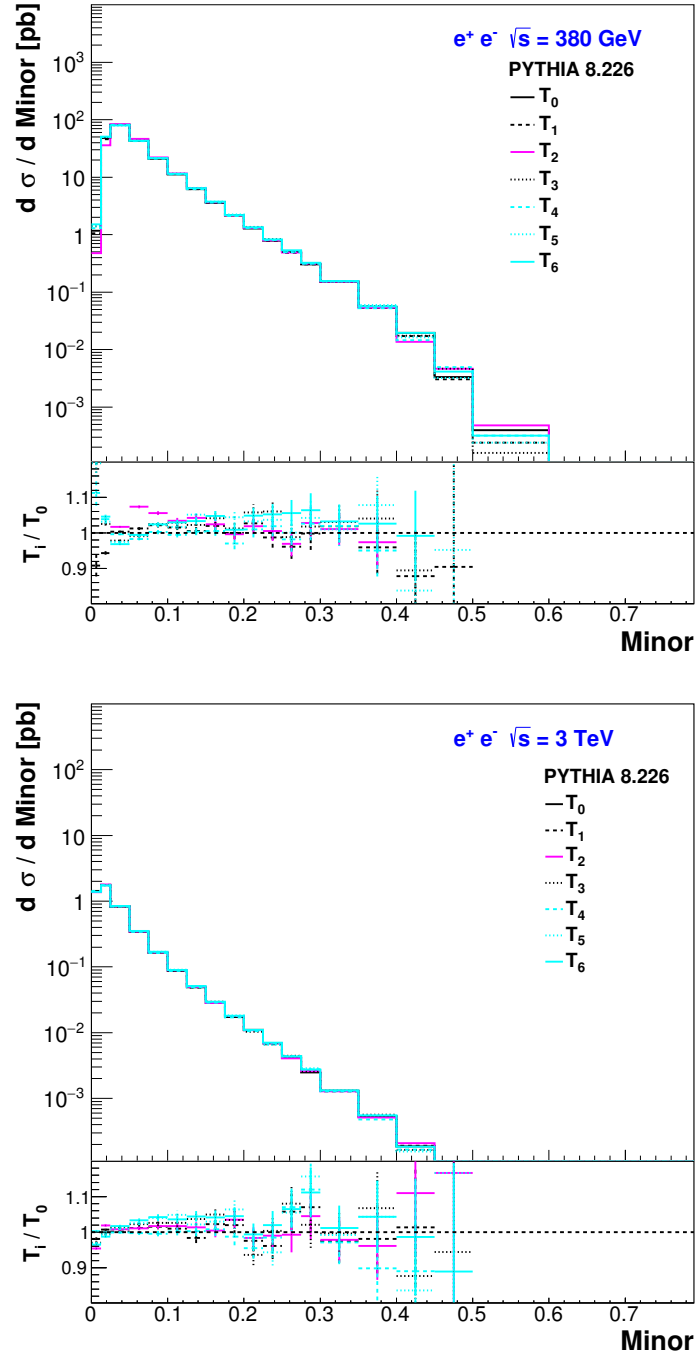 e⁺ e⁻ √s = 380 GeV
PYTHIA 8.226
T₀
T₁
T₂
T₃
T₄
T₅
T₆
d σ / d Minor [pb]
10³
10²
10
1
10⁻¹
10⁻²
10⁻³
T_i / T₀
1.1
1
0.9
0 0.1 0.2 0.3 0.4 0.5 0.6 0.7
Minor
e⁺ e⁻ √s = 3 TeV
PYTHIA 8.226
T₀
T₁
T₂
T₃
T₄
T₅
T₆
d σ / d Minor [pb]
10²
10
1
10⁻¹
10⁻²
10⁻³
T_i / T₀
1.1
1
0.9
0 0.1 0.2 0.3 0.4 0.5 0.6 0.7
Minor